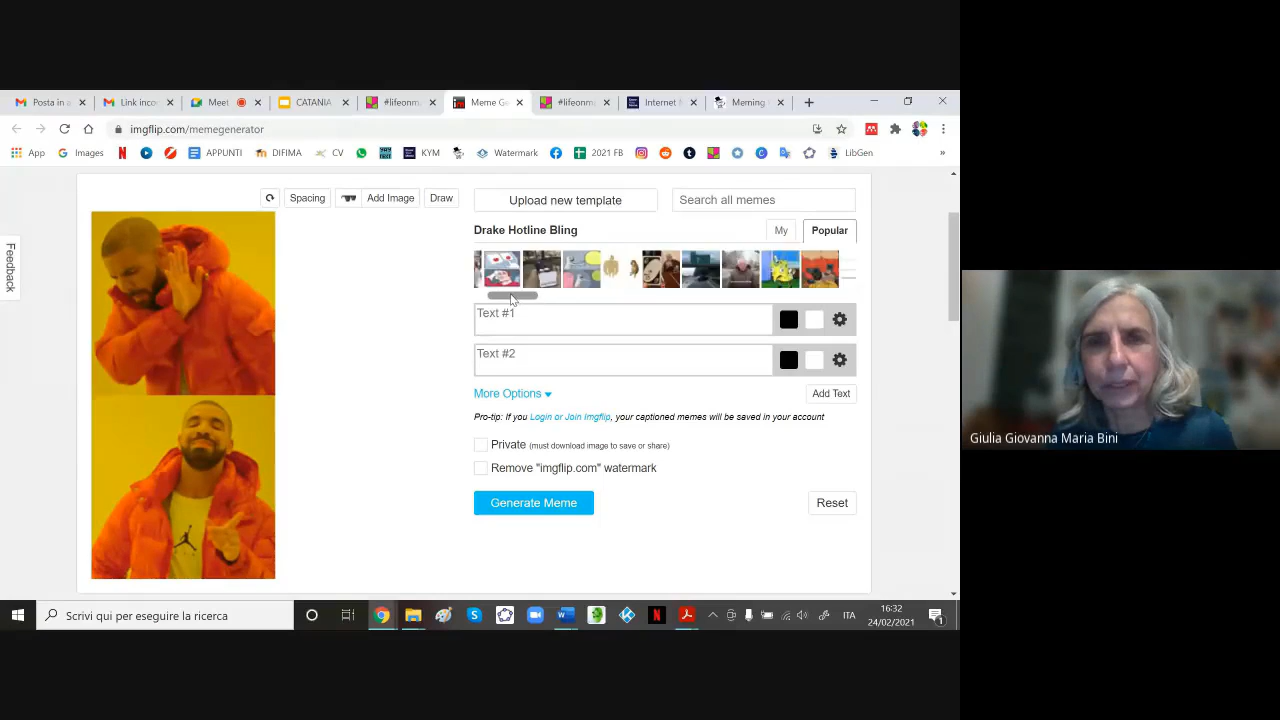 Posta in a
Link inco
Meet
CATANIA
#lifeonm
Meme Ge
#lifeonma
Internet M
Meming
imgflip.com/memegenerator
App
Images
APPUNTI
DIFIMA
CV
KYM
Watermark
2021 FB
LibGen
»
Feedback
Spacing
Add Image
Draw
Upload new template
Search all memes
Drake Hotline Bling
My
Popular
Text #1
Text #2
More Options
Add Text
Pro-tip: If you Login or Join Imgflip, your captioned memes will be saved in your account
Private (must download image to save or share)
Remove "imgflip.com" watermark
Generate Meme
Reset
Giulia Giovanna Maria Bini
Scrivi qui per eseguire la ricerca
ITA
16:32
24/02/2021
1